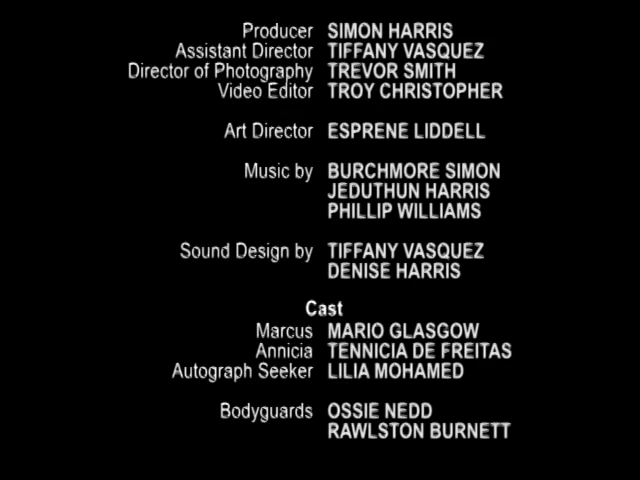 Producer SIMON HARRIS
Assistant Director TIFFANY VASQUEZ
Director of Photography TREVOR SMITH
Video Editor TROY CHRISTOPHER
Art Director ESPRENE LIDDELL
Music by BURCHMORE SIMON
JEDUTHUN HARRIS
PHILLIP WILLIAMS
Sound Design by TIFFANY VASQUEZ
DENISE HARRIS
Cast
Marcus MARIO GLASGOW
Annicia TENNICIA DE FREITAS
Autograph Seeker LILIA MOHAMED
Bodyguards OSSIE NEDD
RAWLSTON BURNETT